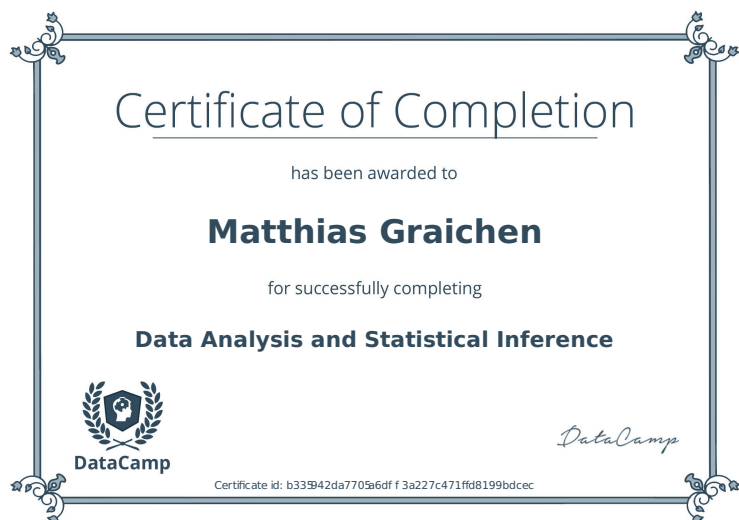 Certificate of Completion
has been awarded to
Matthias Graichen
for successfully completing
Data Analysis and Statistical Inference
DataCamp
DataCamp
Certificate id: b335942da7705a6df f 3a227c471ffd8199bdcec